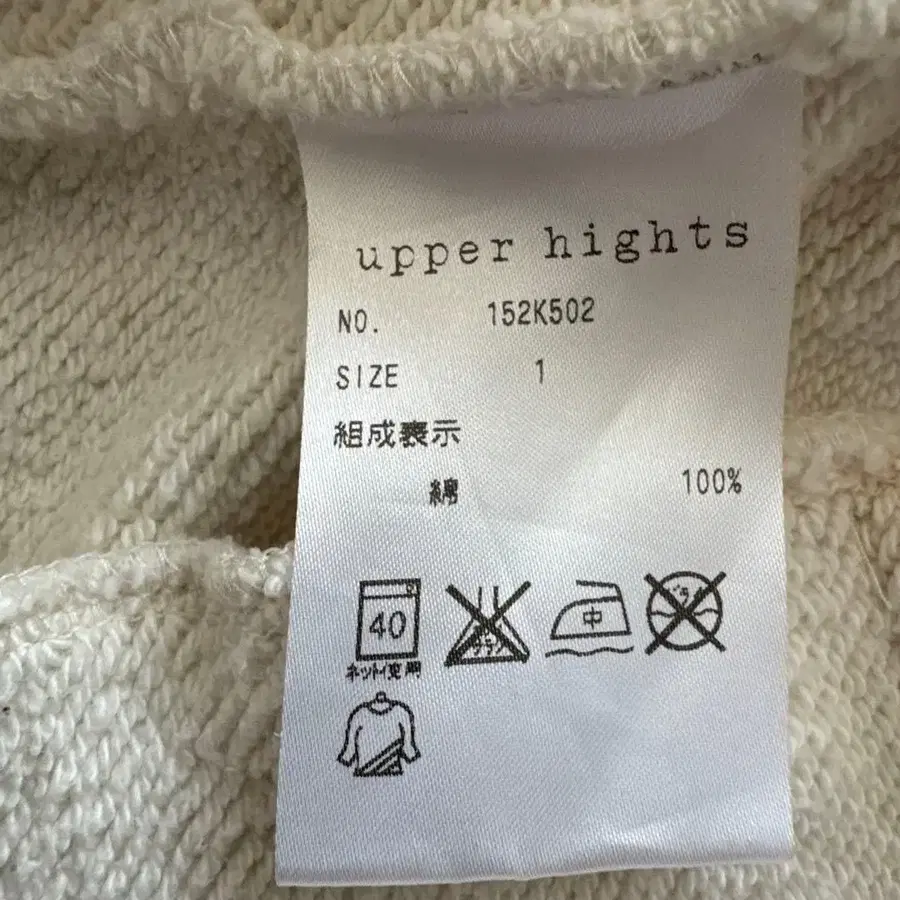 upper hights
NO. 152K502
SIZE 1
組成表示
綿 100%
40 中
ネット使用